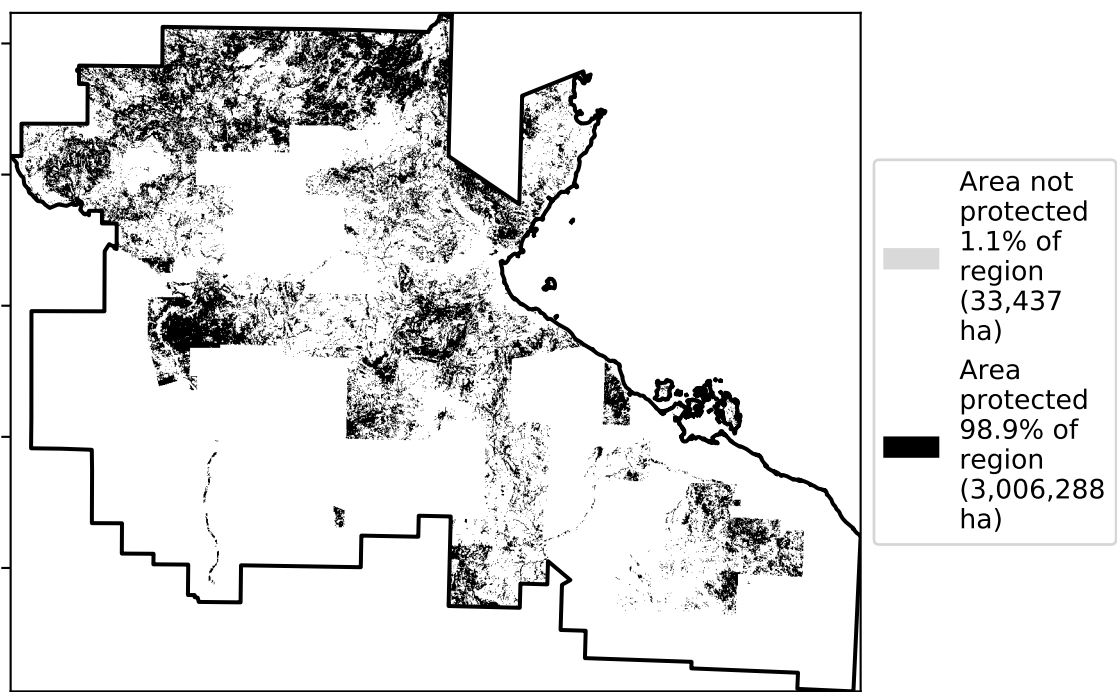 Area not
protected
1.1% of
region
(33,437
ha)
Area
protected
98.9% of
region
(3,006,288
ha)